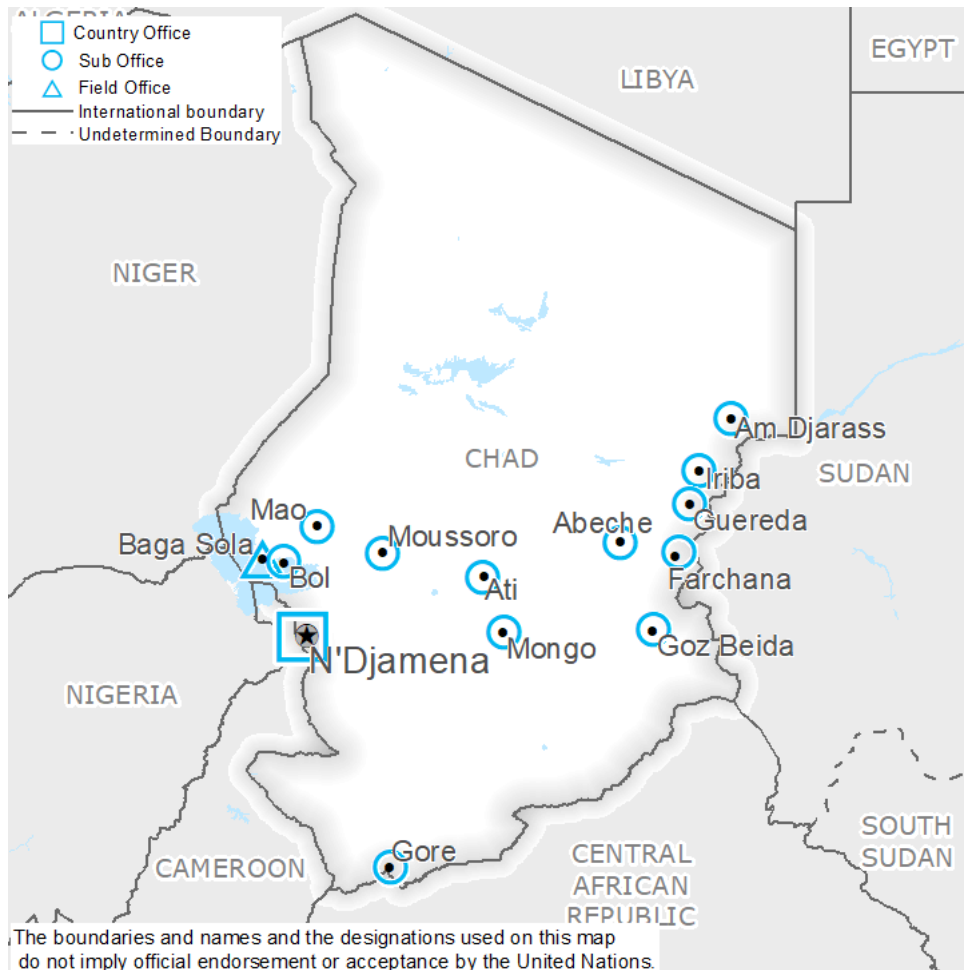 ALGERIA
Country Office
Sub Office
Field Office
International boundary
Undetermined Boundary
EGYPT
LIBYA
NIGER
Am Djarass
CHAD
SUDAN
Iriba
Mao
Guereda
Abeche
Moussoro
Baga Sola
Farchana
Bol
Ati
Mongo
Goz Beida
N'Djamena
NIGERIA
SOUTH
SUDAN
Gore
CAMEROON
CENTRAL
AFRICAN
REPUBLIC
The boundaries and names and the designations used on this map
do not imply official endorsement or acceptance by the United Nations.